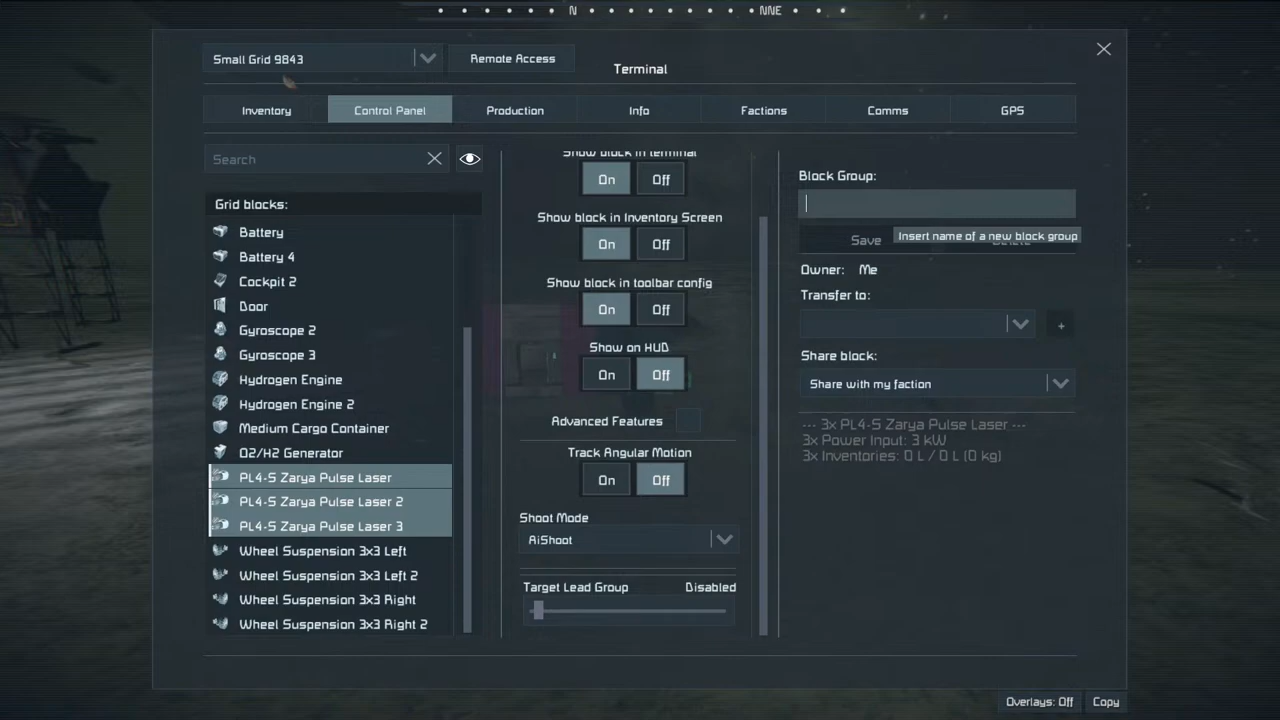 N
NNE
Small Grid 9843
Remote Access
Terminal
Inventory
Control Panel
Production
Info
Factions
Comms
GPS
Search
Grid blocks:
Battery
Battery 4
Cockpit 2
Door
Gyroscope 2
Gyroscope 3
Hydrogen Engine
Hydrogen Engine 2
Medium Cargo Container
O2/H2 Generator
PL4-S Zarya Pulse Laser
PL4-S Zarya Pulse Laser 2
PL4-S Zarya Pulse Laser 3
Wheel Suspension 3x3 Left
Wheel Suspension 3x3 Left 2
Wheel Suspension 3x3 Right
Wheel Suspension 3x3 Right 2
Show block in terminal
On Off
Show block in Inventory Screen
On Off
Show block in toolbar config
On Off
Show on HUD
On Off
Advanced Features
Track Angular Motion
On Off
Shoot Mode
AiShoot
Target Lead Group Disabled
Block Group:
Save
Insert name of a new block group
Owner: Me
Transfer to:
+
Share block:
Share with my faction
--- 3x PL4-S Zarya Pulse Laser ---
3x Power Input: 3 kW
3x Inventories: 0 L / 0 L (0 kg)
Overlays: Off
Copy